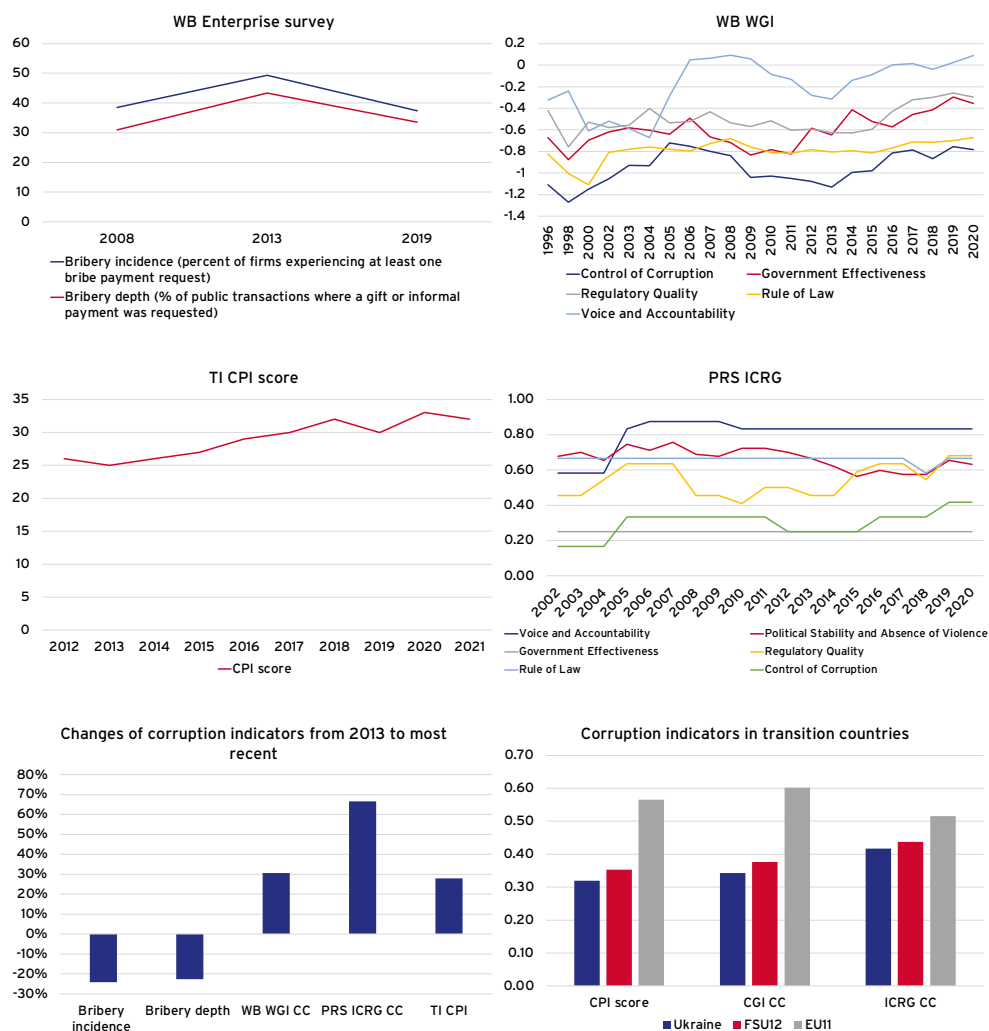 WB Enterprise survey
60
50
40
30
20
10
0
2008 2013 2019
Bribery incidence (percent of firms experiencing at least one
bribe payment request)
Bribery depth (% of public transactions where a gift or informal
payment was requested)
WB WGI
0.2
0
-0.2
-0.4
-0.6
-0.8
-1
-1.2
-1.4
1996 1998 2000 2002 2003 2004 2005 2006 2007 2008 2009 2010 2011 2012 2013 2014 2015 2016 2017 2018 2019 2020
Control of Corruption Government Effectiveness
Regulatory Quality Rule of Law
Voice and Accountability
TI CPI score
35
30
25
20
15
10
5
0
2012 2013 2014 2015 2016 2017 2018 2019 2020 2021
CPI score
PRS ICRG
1.00
0.80
0.60
0.40
0.20
0.00
2002 2003 2004 2005 2006 2007 2008 2009 2010 2011 2012 2013 2014 2015 2016 2017 2018 2019 2020
Voice and Accountability Political Stability and Absence of Violence
Government Effectiveness Regulatory Quality
Rule of Law Control of Corruption
Changes of corruption indicators from 2013 to most
recent
80%
70%
60%
50%
40%
30%
20%
10%
0%
-10%
-20%
-30%
Bribery Bribery depth WB WGI CC PRS ICRG CC TI CPI
incidence
Corruption indicators in transition countries
0.70
0.60
0.50
0.40
0.30
0.20
0.10
0.00
CPI score CGI CC ICRG CC
Ukraine FSU12 EU11